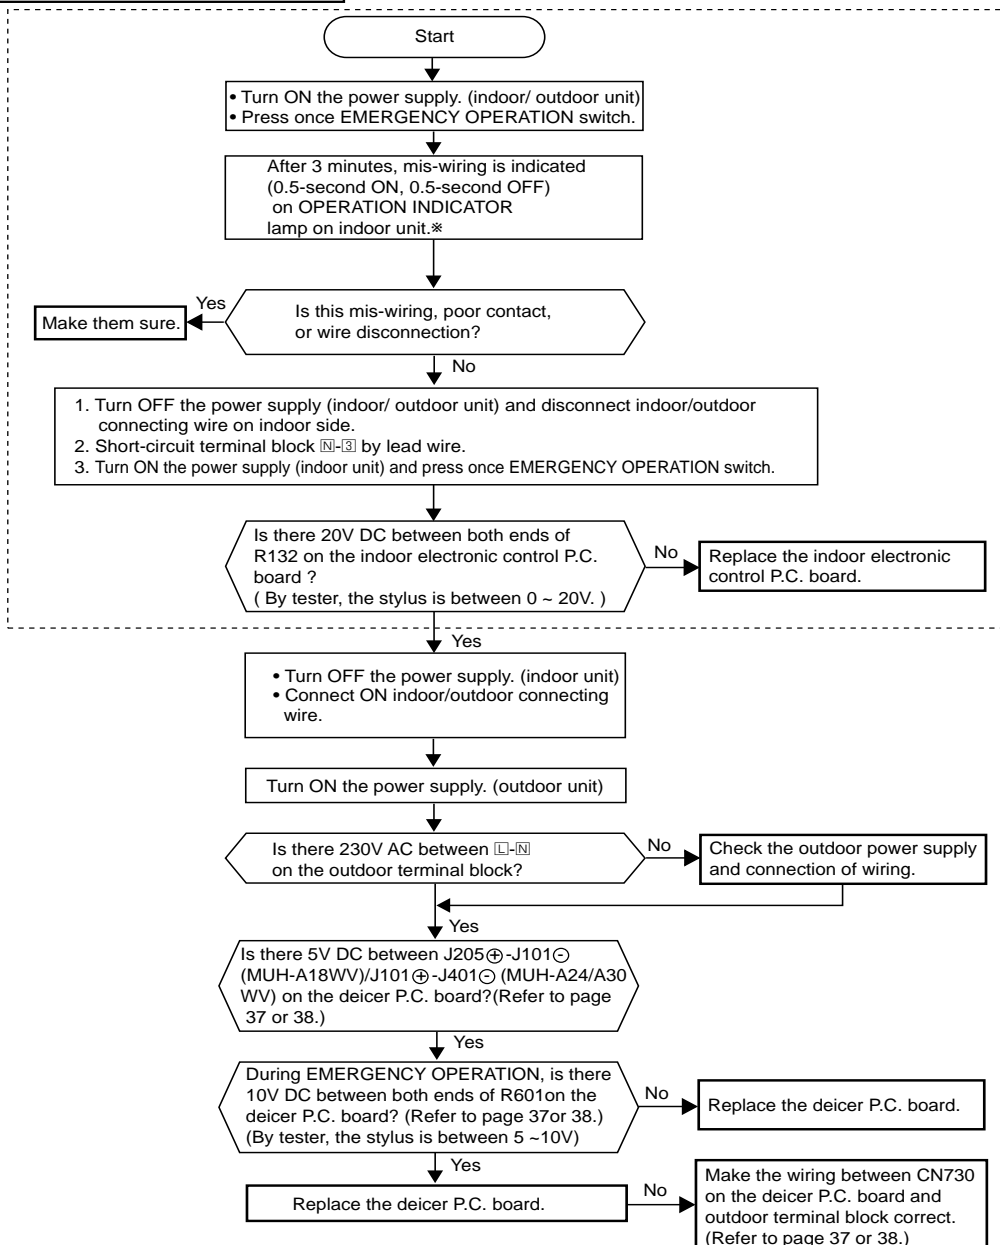 Start
• Turn ON the power supply. (indoor/ outdoor unit)
• Press once EMERGENCY OPERATION switch.
After 3 minutes, mis-wiring is indicated
(0.5-second ON, 0.5-second OFF)
on OPERATION INDICATOR
lamp on indoor unit.※
Is this mis-wiring, poor contact,
or wire disconnection?
Yes
Make them sure.
No
1. Turn OFF the power supply (indoor/ outdoor unit) and disconnect indoor/outdoor
connecting wire on indoor side.
2. Short-circuit terminal block N-3 by lead wire.
3. Turn ON the power supply (indoor unit) and press once EMERGENCY OPERATION switch.
Is there 20V DC between both ends of
R132 on the indoor electronic control P.C.
board ?
( By tester, the stylus is between 0 ~ 20V. )
No
Replace the indoor electronic
control P.C. board.
Yes
• Turn OFF the power supply. (indoor unit)
• Connect ON indoor/outdoor connecting
wire.
Turn ON the power supply. (outdoor unit)
Is there 230V AC between L-N
on the outdoor terminal block?
No
Check the outdoor power supply
and connection of wiring.
Yes
Is there 5V DC between J205⊕-J101⊖
(MUH-A18WV)/J101⊕-J401⊖ (MUH-A24/A30
WV) on the deicer P.C. board?(Refer to page
37 or 38.)
Yes
During EMERGENCY OPERATION, is there
10V DC between both ends of R601on the
deicer P.C. board? (Refer to page 37or 38.)
(By tester, the stylus is between 5 ~10V)
No
Replace the deicer P.C. board.
Yes
Replace the deicer P.C. board.
No
Make the wiring between CN730
on the deicer P.C. board and
outdoor terminal block correct.
(Refer to page 37 or 38.)